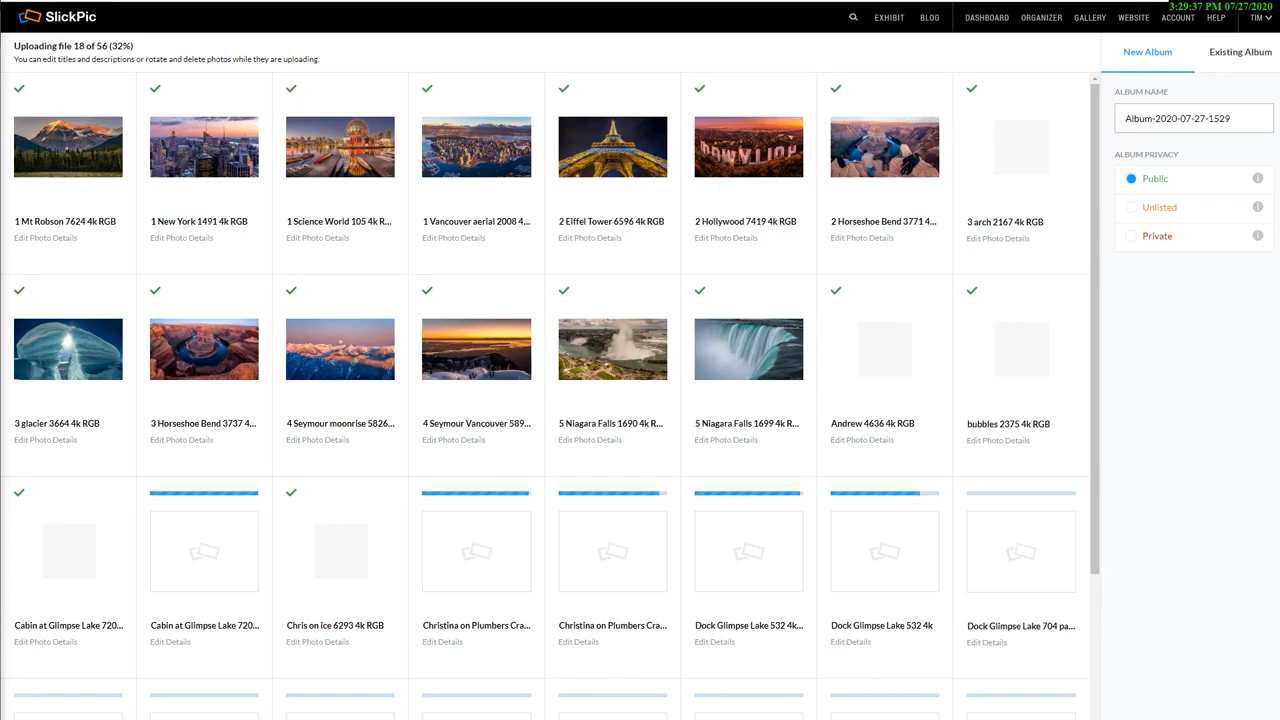 3:29:37 PM 07/27/2020
SlickPic
EXHIBIT BLOG DASHBOARD ORGANIZER GALLERY WEBSITE ACCOUNT HELP TIM
Uploading file 18 of 56 (32%)
You can edit titles and descriptions or rotate and delete photos while they are uploading.
New Album Existing Album
ALBUM NAME
Album-2020-07-27-1529
ALBUM PRIVACY
Public
Unlisted
Private
HOLLYWOOD
1 Mt Robson 7624 4k RGB 1 New York 1491 4k RGB 1 Science World 105 4k R... 1 Vancouver aerial 2008 4... 2 Eiffel Tower 6596 4k RGB 2 Hollywood 7419 4k RGB 2 Horseshoe Bend 3771 4... 3 arch 2167 4k RGB
Edit Photo Details Edit Photo Details Edit Photo Details Edit Photo Details Edit Photo Details Edit Photo Details Edit Photo Details Edit Photo Details
3 glacier 3664 4k RGB 3 Horseshoe Bend 3737 4... 4 Seymour moonrise 5826... 4 Seymour Vancouver 589... 5 Niagara Falls 1690 4k R... 5 Niagara Falls 1699 4k R... Andrew 4636 4k RGB bubbles 2375 4k RGB
Edit Photo Details Edit Photo Details Edit Photo Details Edit Photo Details Edit Photo Details Edit Photo Details Edit Photo Details Edit Photo Details
Cabin at Glimpse Lake 720... Cabin at Glimpse Lake 720... Chris on ice 6293 4k RGB Christina on Plumbers Cra... Christina on Plumbers Cra... Dock Glimpse Lake 532 4k... Dock Glimpse Lake 532 4k Dock Glimpse Lake 704 pa...
Edit Photo Details Edit Details Edit Photo Details Edit Details Edit Details Edit Details Edit Details Edit Details